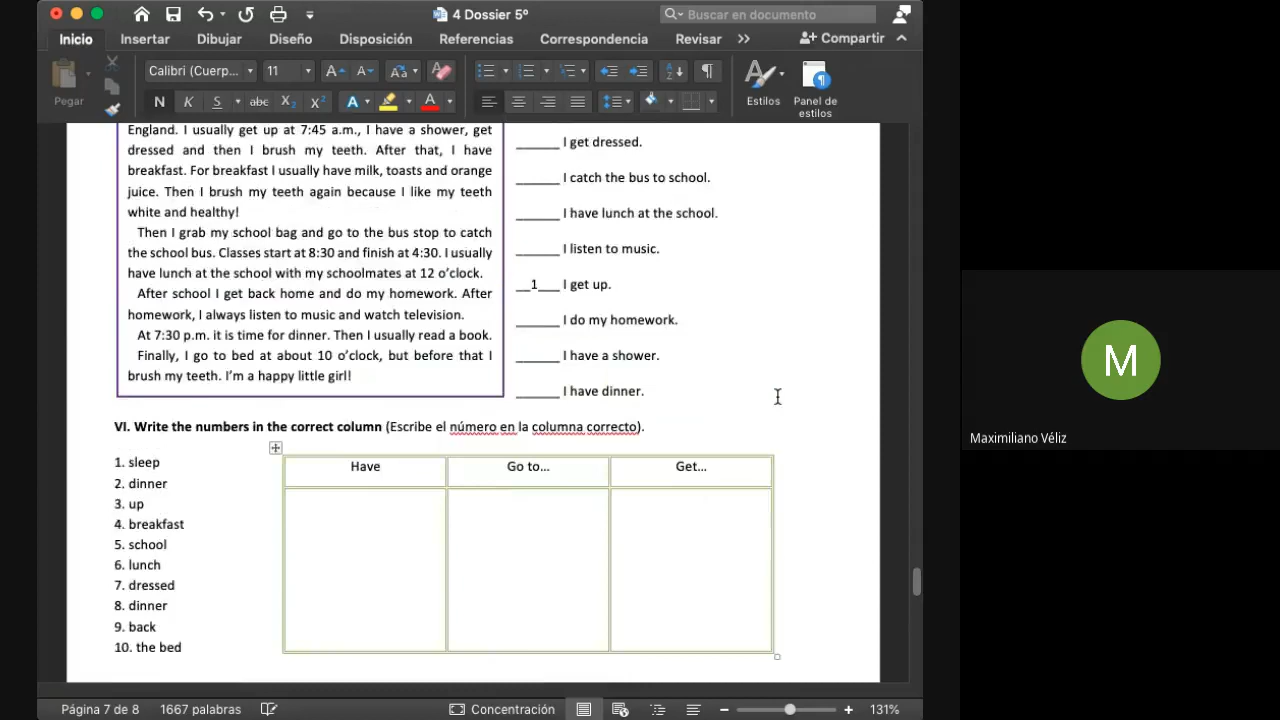 4 Dossier 5º
Buscar en documento
Inicio Insertar Dibujar Diseño Disposición Referencias Correspondencia Revisar Compartir
Pegar Calibri (Cuerp... 11 Estilos Panel de estilos
N K S abc X₂ X² A A
England. I usually get up at 7:45 a.m., I have a shower, get
dressed and then I brush my teeth. After that, I have
breakfast. For breakfast I usually have milk, toasts and orange
juice. Then I brush my teeth again because I like my teeth
white and healthy!
Then I grab my school bag and go to the bus stop to catch
the school bus. Classes start at 8:30 and finish at 4:30. I usually
have lunch at the school with my schoolmates at 12 o’clock.
After school I get back home and do my homework. After
homework, I always listen to music and watch television.
At 7:30 p.m. it is time for dinner. Then I usually read a book.
Finally, I go to bed at about 10 o’clock, but before that I
brush my teeth. I’m a happy little girl!
______ I get dressed.
______ I catch the bus to school.
______ I have lunch at the school.
______ I listen to music.
__1___ I get up.
______ I do my homework.
______ I have a shower.
______ I have dinner.
VI. Write the numbers in the correct column (Escribe el número en la columna correcto).
1. sleep
2. dinner
3. up
4. breakfast
5. school
6. lunch
7. dressed
8. dinner
9. back
10. the bed
Have Go to... Get...
Página 7 de 8 1667 palabras Concentración 131%
M
Maximiliano Véliz